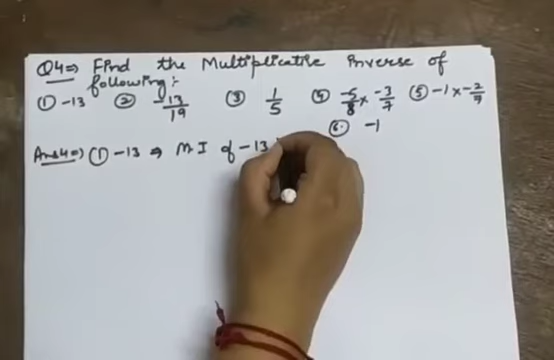 Q4⇒ Find the Multiplicative inverse of
following:
① -13 ② -13/19 ③ 1/5 ④ -5/8 × -3/7 ⑤ -1 × -2/7
⑥. -1
Ans4⇒ ① -13 ⇒ M.I of -13